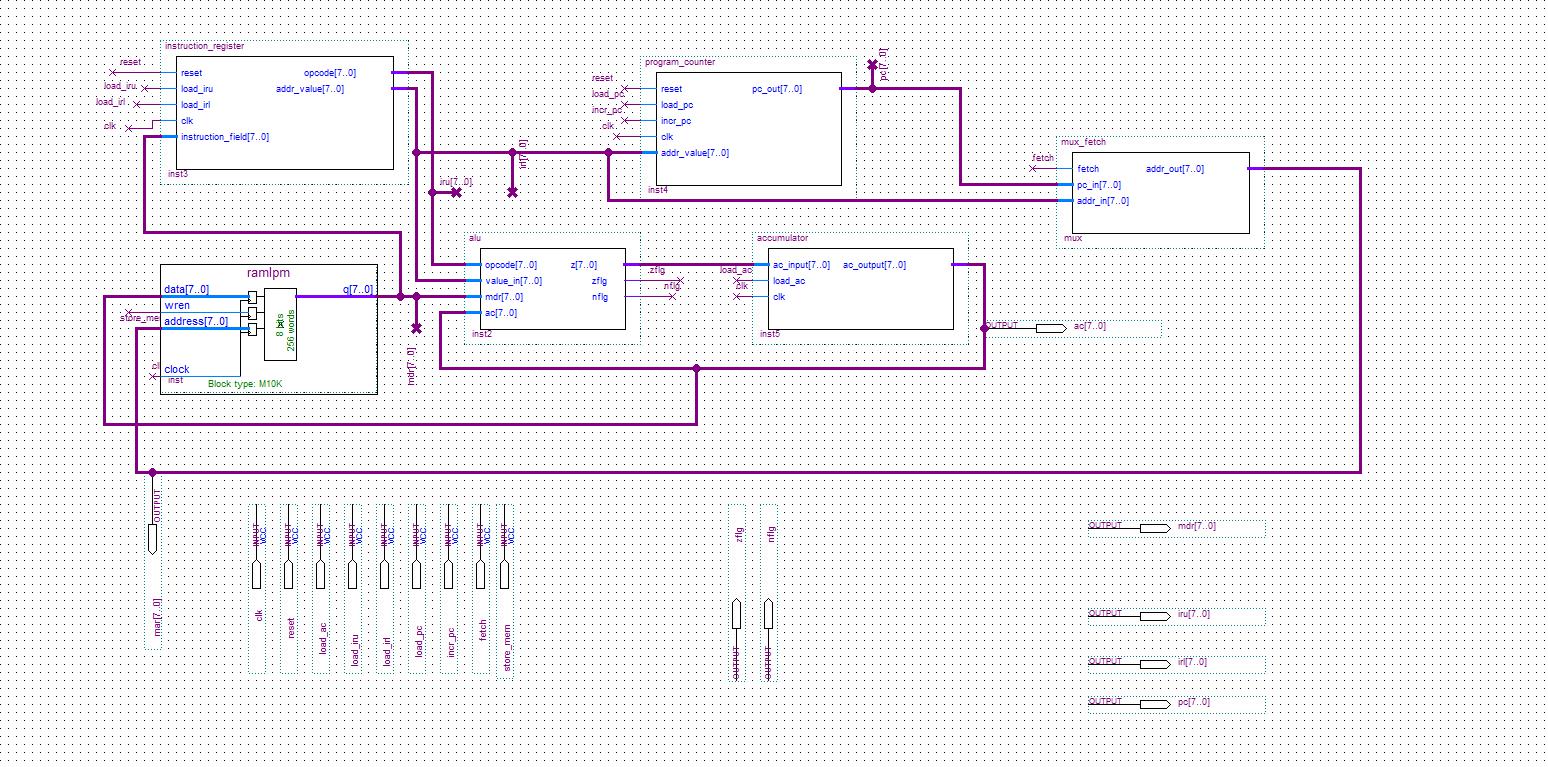 instruction_register
reset
load_iru
load_irl
clk
reset
load_iru
load_irl
clk
instruction_field[7..0]
opcode[7..0]
addr_value[7..0]
inst3
iru[7..0]
irl[7..0]
program_counter
reset
load_pc
incr_pc
clk
reset
load_pc
incr_pc
clk
addr_value[7..0]
pc_out[7..0]
inst4
pc[7..0]
mux_fetch
fetch
fetch
pc_in[7..0]
addr_in[7..0]
addr_out[7..0]
mux
ramlpm
data[7..0]
wren
address[7..0]
clock
q[7..0]
8 bits
256 words
Block type: M10K
inst
store_me
cl
mdr[7..0]
alu
opcode[7..0]
value_in[7..0]
mdr[7..0]
ac[7..0]
z[7..0]
zflg
nflg
inst2
zflg
nflg
accumulator
load_ac
clk
ac_input[7..0]
load_ac
clk
ac_output[7..0]
inst5
OUTPUT
ac[7..0]
OUTPUT
mar[7..0]
INPUT
VCC
clk
INPUT
VCC
reset
INPUT
VCC
load_ac
INPUT
VCC
load_iru
INPUT
VCC
load_irl
INPUT
VCC
load_pc
INPUT
VCC
incr_pc
INPUT
VCC
fetch
INPUT
VCC
store_mem
zflg
OUTPUT
nflg
OUTPUT
OUTPUT
mdr[7..0]
OUTPUT
iru[7..0]
OUTPUT
irl[7..0]
OUTPUT
pc[7..0]